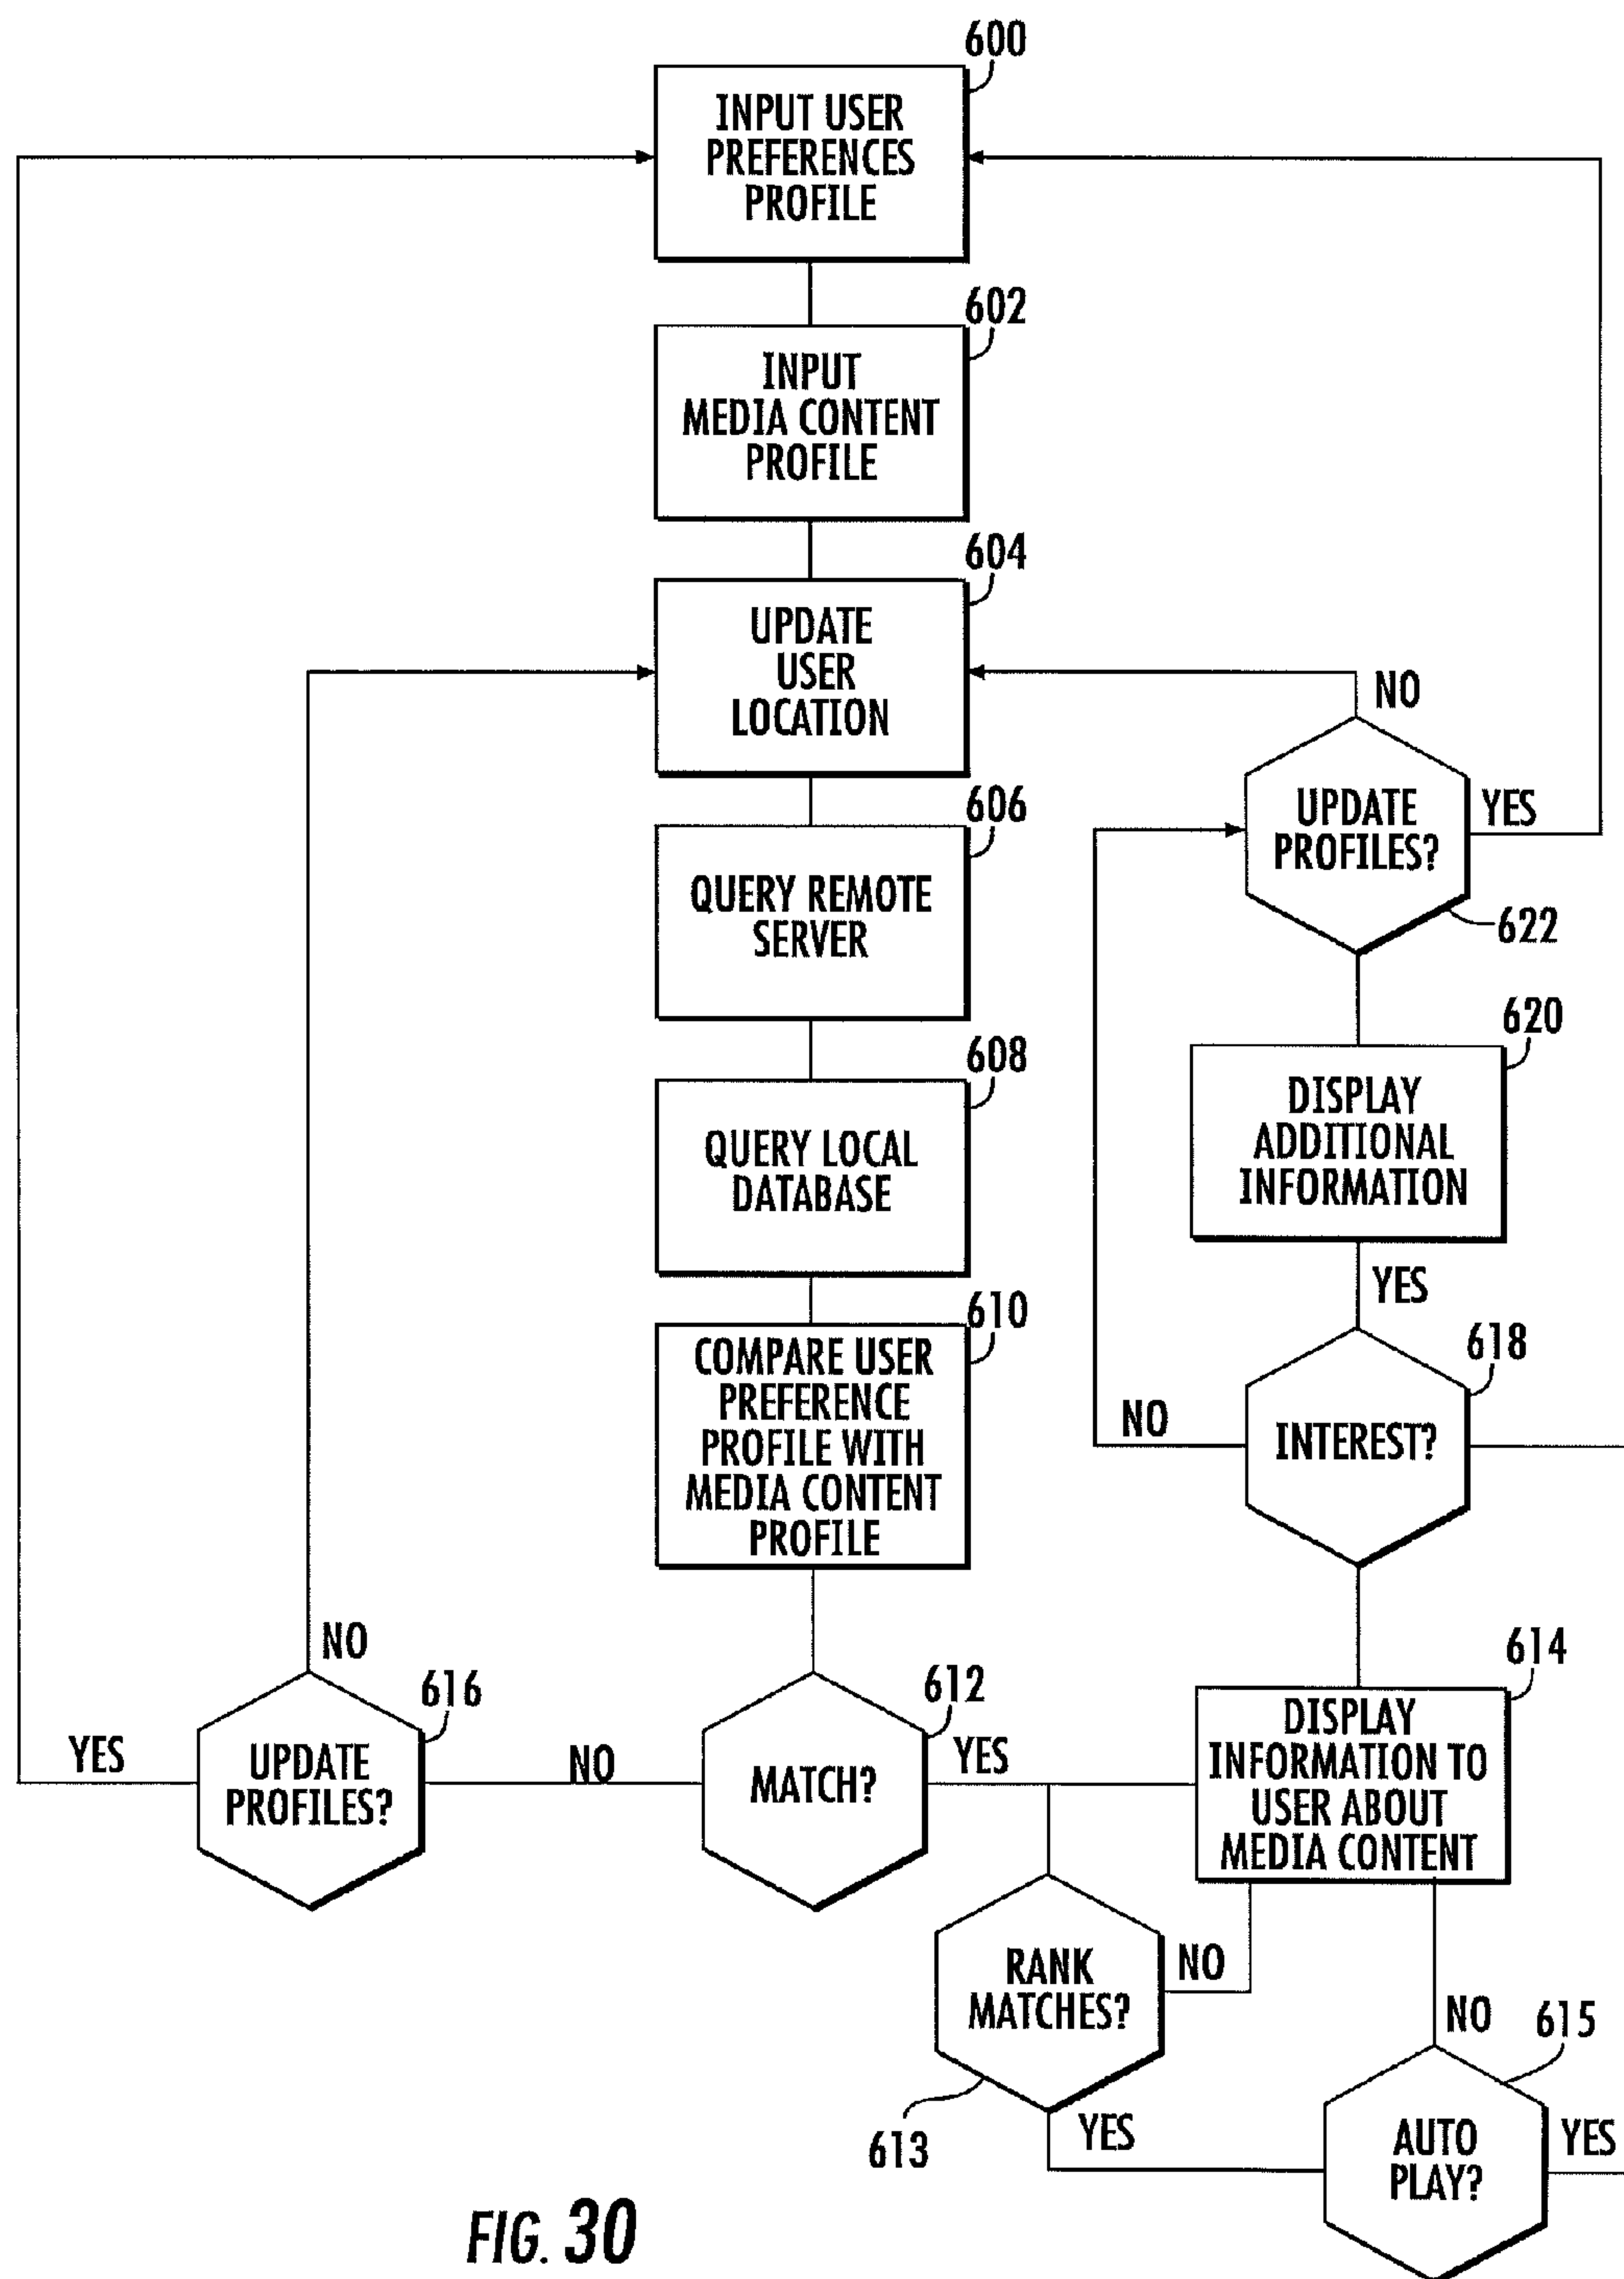 600
INPUT USER
PREFERENCES
PROFILE
602
INPUT
MEDIA CONTENT
PROFILE
604
UPDATE
USER
LOCATION
NO
606
UPDATE
PROFILES?
YES
622
QUERY REMOTE
SERVER
620
DISPLAY
ADDITIONAL
INFORMATION
608
QUERY LOCAL
DATABASE
YES
610
COMPARE USER
PREFERENCE
PROFILE WITH
MEDIA CONTENT
PROFILE
618
NO
INTEREST?
NO
616
YES
UPDATE
PROFILES?
NO
612
MATCH?
YES
614
DISPLAY
INFORMATION TO
USER ABOUT
MEDIA CONTENT
RANK
MATCHES?
NO
613
YES
NO
615
AUTO
PLAY?
YES
FIG. 30